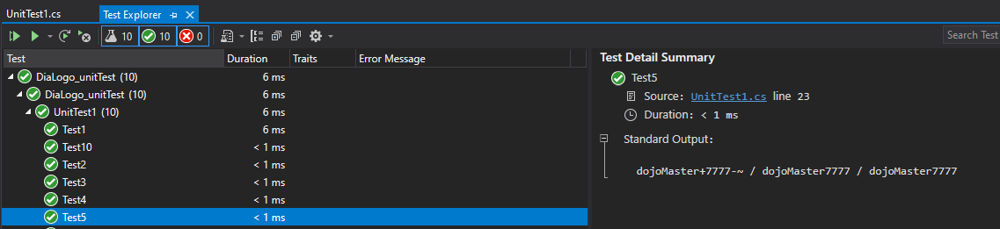 UnitTest1.cs
Test Explorer
10 10 0
Search Test
Test Duration Traits Error Message
DiaLogo_unitTest (10) 6 ms
DiaLogo_unitTest (10) 6 ms
UnitTest1 (10) 6 ms
Test1 6 ms
Test10 < 1 ms
Test2 < 1 ms
Test3 < 1 ms
Test4 < 1 ms
Test5 < 1 ms
Test Detail Summary
Test5
Source: UnitTest1.cs line 23
Duration: < 1 ms
Standard Output:
dojoMaster+7777-~ / dojoMaster7777 / dojoMaster7777